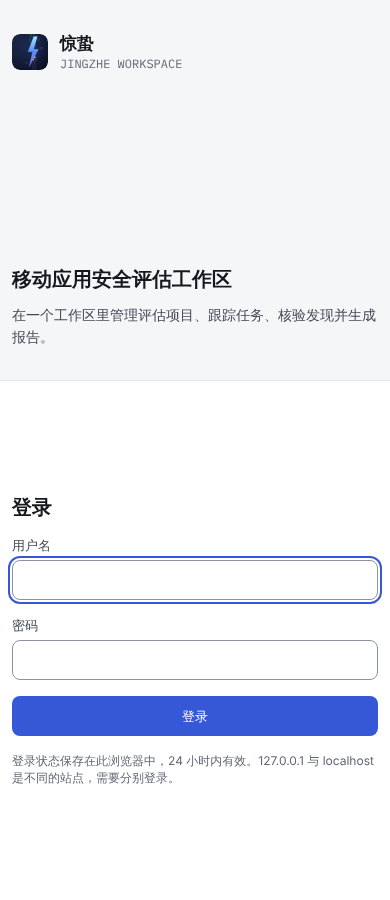 惊蛰
JINGZHE WORKSPACE
移动应用安全评估工作区
在一个工作区里管理评估项目、跟踪任务、核验发现并生成
报告。
登录
用户名
密码
登录
登录状态保存在此浏览器中，24 小时内有效。127.0.0.1 与 localhost
是不同的站点，需要分别登录。